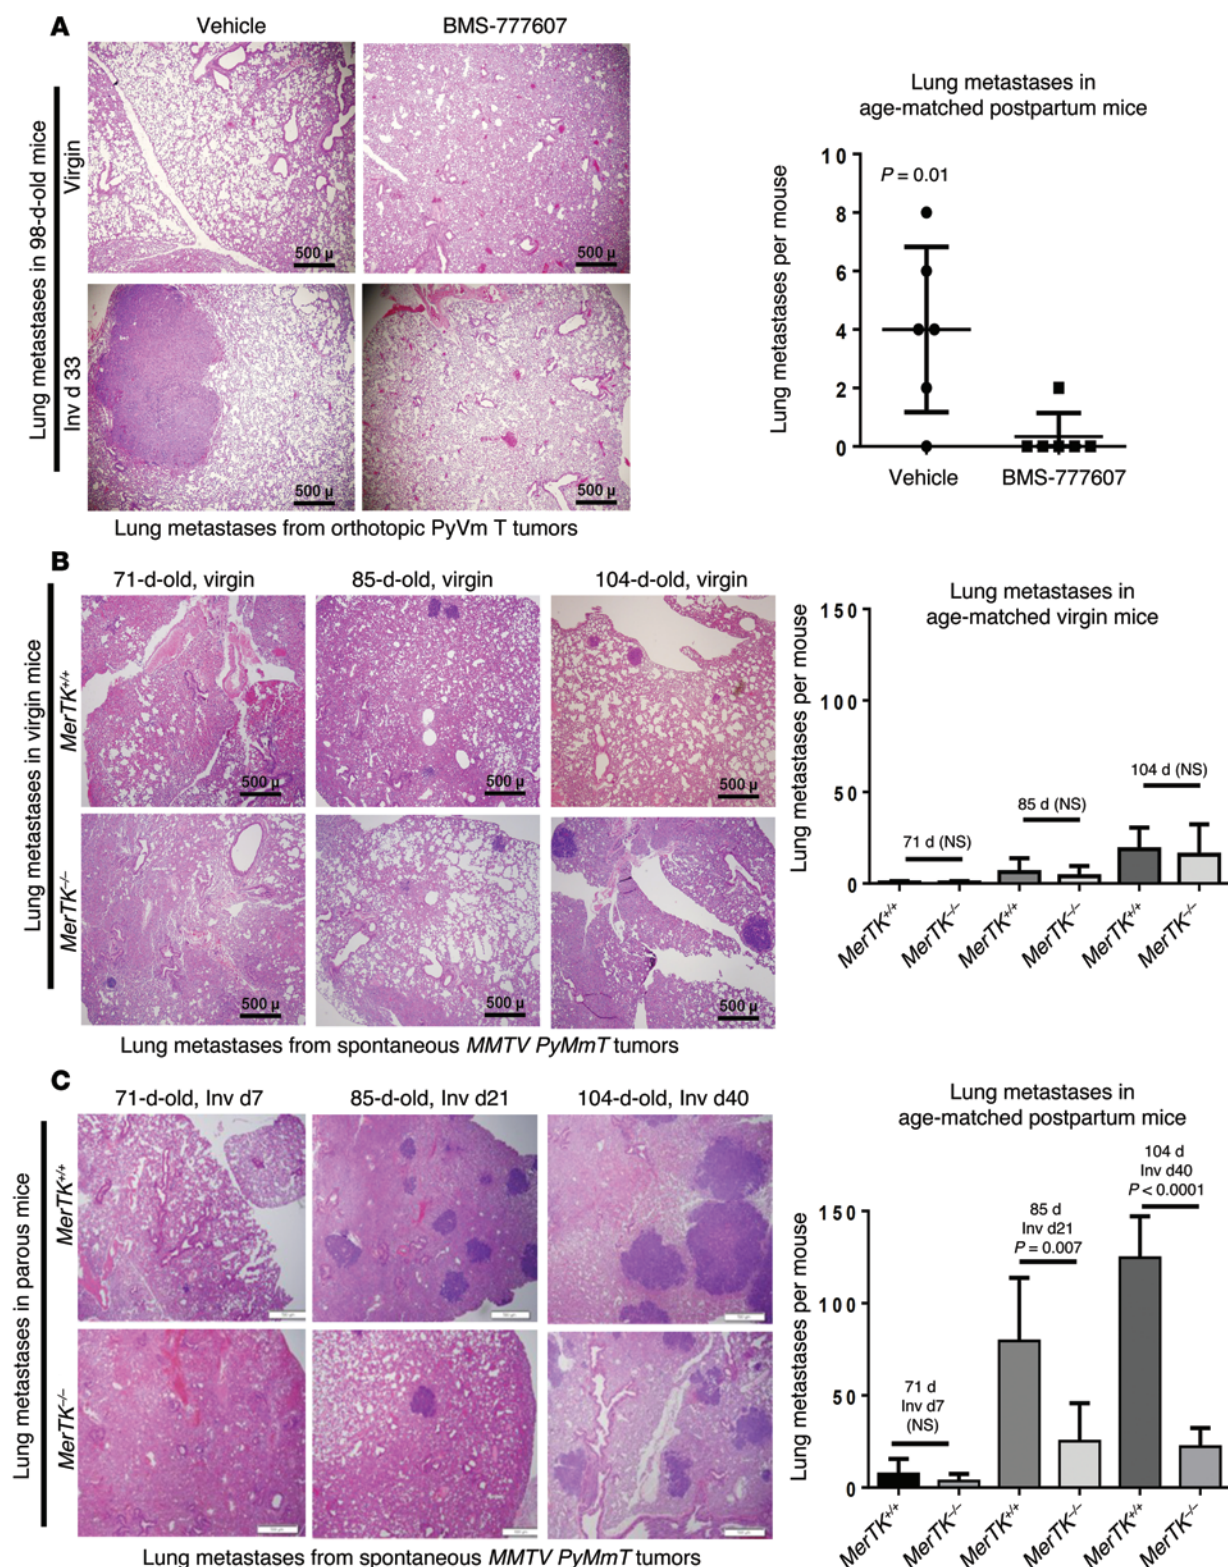 A
Vehicle
BMS-777607
Lung metastases in 98-d-old mice
Virgin
Inv d 33
500 µ
500 µ
500 µ
500 µ
Lung metastases from orthotopic PyVm T tumors
Lung metastases in
age-matched postpartum mice
Lung metastases per mouse
10
8
6
4
2
0
P = 0.01
Vehicle
BMS-777607
B
71-d-old, virgin
85-d-old, virgin
104-d-old, virgin
Lung metastases in virgin mice
MerTK+/+
MerTK–/–
500 µ
500 µ
500 µ
500 µ
500 µ
500 µ
Lung metastases from spontaneous MMTV PyMmT tumors
Lung metastases in
age-matched virgin mice
Lung metastases per mouse
150
100
50
0
71 d (NS)
85 d (NS)
104 d (NS)
MerTK+/+
MerTK–/–
MerTK+/+
MerTK–/–
MerTK+/+
MerTK–/–
C
71-d-old, Inv d7
85-d-old, Inv d21
104-d-old, Inv d40
Lung metastases in parous mice
MerTK+/+
MerTK–/–
Lung metastases from spontaneous MMTV PyMmT tumors
Lung metastases in
age-matched postpartum mice
Lung metastases per mouse
150
100
50
0
71 d
Inv d7
(NS)
85 d
Inv d21
P = 0.007
104 d
Inv d40
P < 0.0001
MerTK+/+
MerTK–/–
MerTK+/+
MerTK–/–
MerTK+/+
MerTK–/–